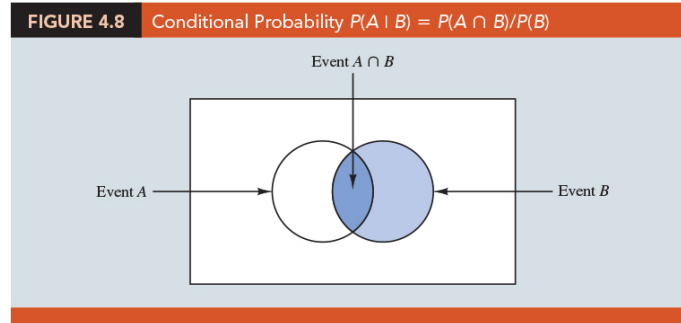 FIGURE 4.8 Conditional Probability P(A | B) = P(A ∩ B)/P(B)
Event A ∩ B
Event A
Event B